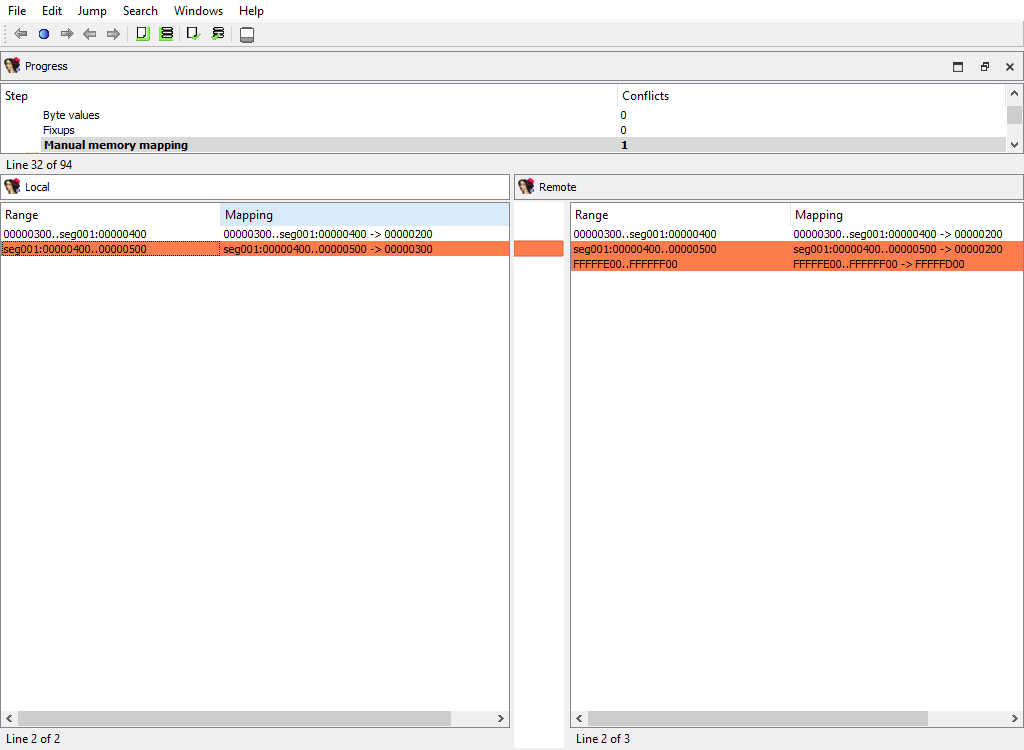 File Edit Jump Search Windows Help
Progress
Step Conflicts
Byte values 0
Fixups 0
Manual memory mapping 1
Line 32 of 94
Local
Range Mapping
00000300..seg001:00000400 00000300..seg001:00000400 -> 00000200
seg001:00000400..00000500 seg001:00000400..00000500 -> 00000300
Line 2 of 2
Remote
Range Mapping
00000300..seg001:00000400 00000300..seg001:00000400 -> 00000200
seg001:00000400..00000500 seg001:00000400..00000500 -> 00000200
FFFFFE00..FFFFFF00 FFFFFE00..FFFFFF00 -> FFFFFD00
Line 2 of 3